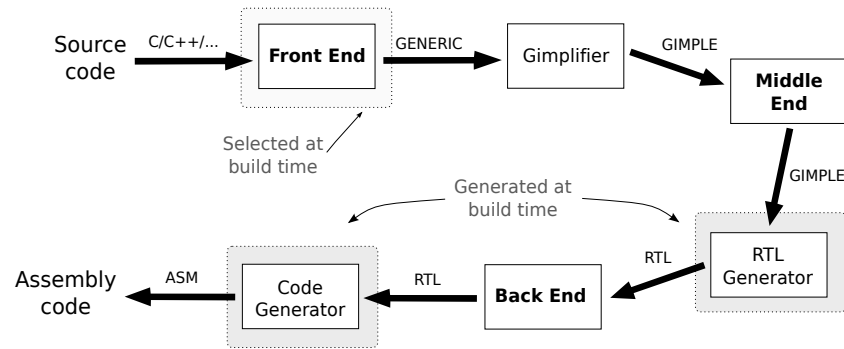 Source
code
C/C++/...
Front End
GENERIC
Gimplifier
GIMPLE
Middle
End
Selected at
build time
GIMPLE
Generated at
build time
RTL
Generator
RTL
Back End
RTL
Code
Generator
ASM
Assembly
code